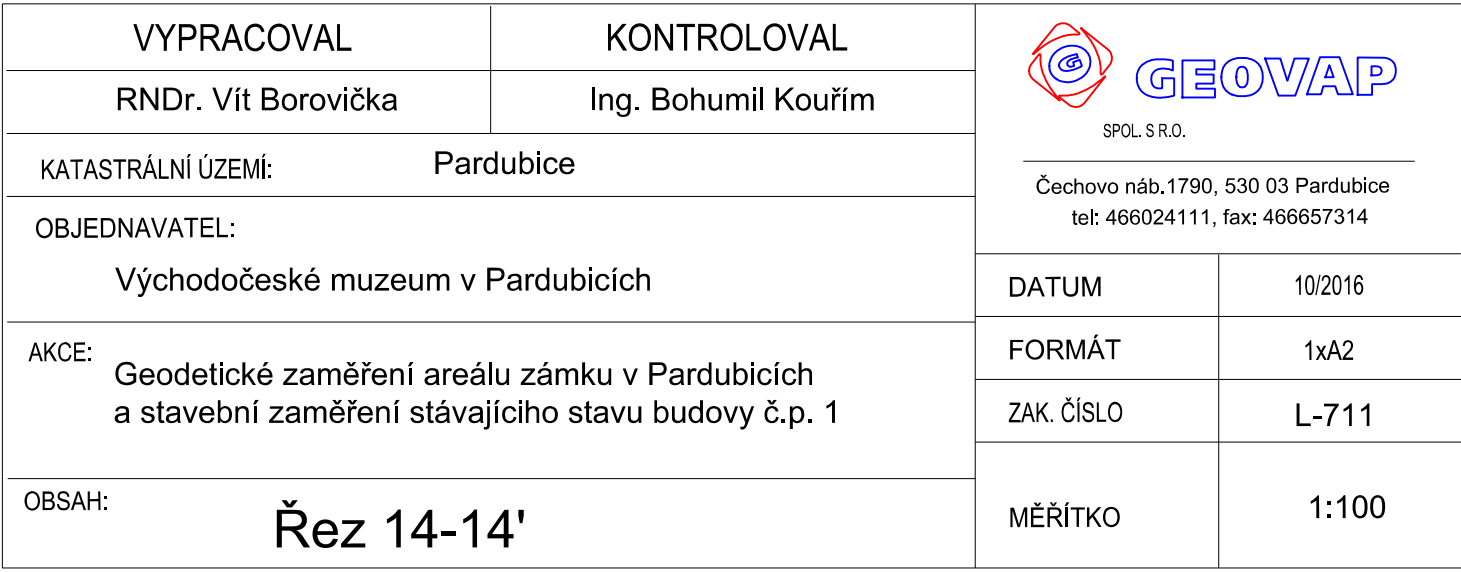 VYPRACOVAL
KONTROLOVAL
RNDr. Vít Borovička
Ing. Bohumil Kouřím
KATASTRÁLNÍ ÚZEMÍ:
Pardubice
OBJEDNAVATEL:
Východočeské muzeum v Pardubicích
AKCE:
Geodetické zaměření areálu zámku v Pardubicích
a stavební zaměření stávajíciho stavu budovy č.p. 1
OBSAH:
Řez 14-14'
G
GEOVAP
SPOL. S R.O.
Čechovo náb.1790, 530 03 Pardubice
tel: 466024111, fax: 466657314
DATUM
10/2016
FORMÁT
1xA2
ZAK. ČÍSLO
L-711
MĚŘÍTKO
1:100